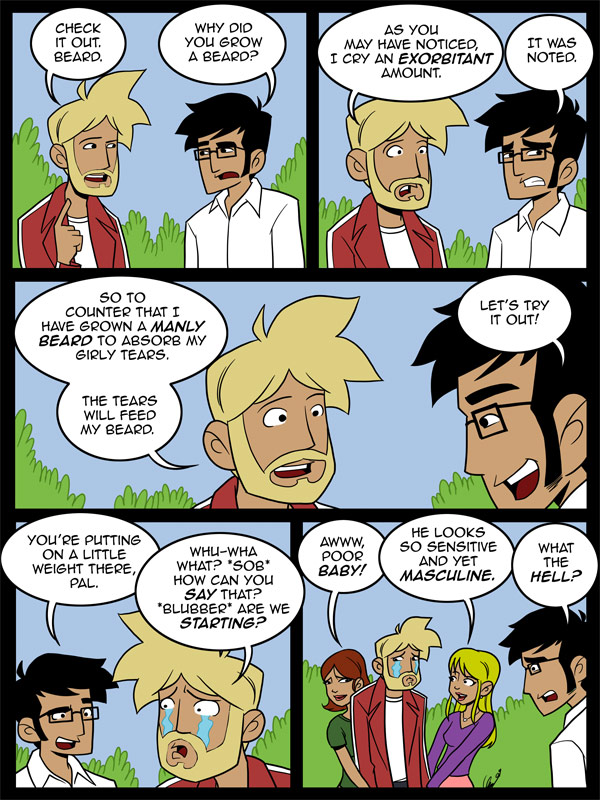 CHECK
IT OUT.
BEARD.
WHY DID
YOU GROW
A BEARD?
AS YOU
MAY HAVE NOTICED,
I CRY AN EXORBITANT
AMOUNT.
IT WAS
NOTED.
SO TO
COUNTER THAT I
HAVE GROWN A MANLY
BEARD TO ABSORB MY
GIRLY TEARS.
THE TEARS
WILL FEED
MY BEARD.
LET'S TRY
IT OUT!
YOU'RE PUTTING
ON A LITTLE
WEIGHT THERE,
PAL.
WHU-WHA
WHAT? *SOB*
HOW CAN YOU
SAY THAT?
*BLUBBER* ARE WE
STARTING?
AWWW,
POOR
BABY!
HE LOOKS
SO SENSITIVE
AND YET
MASCULINE.
WHAT
THE
HELL?